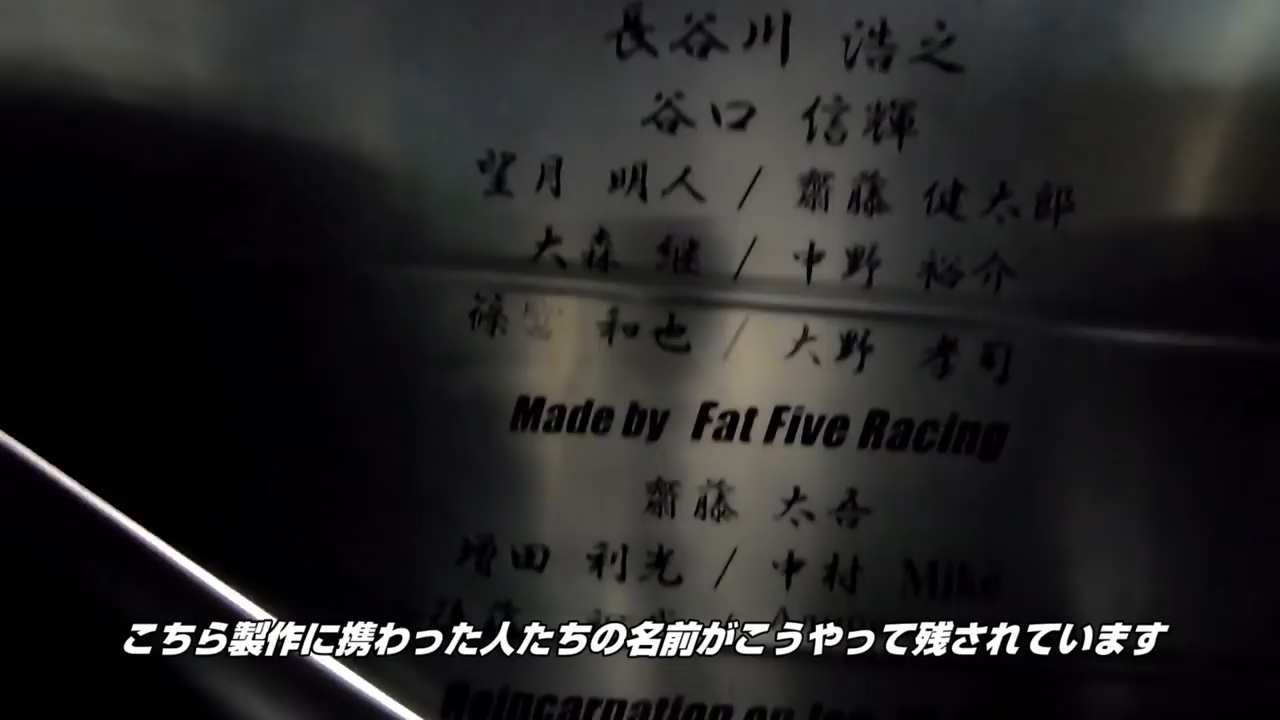 長谷川 浩之
谷口 信輝
望月 明人 / 齋藤 健太郎
大森 継 / 中野 裕介
篠宮 和也 / 大野 孝司
Made by Fat Five Racing
齋藤 太吾
増田 利光 / 中村 Mike
こちら製作に携わった人たちの名前がこうやって残されています
Reincarnation on